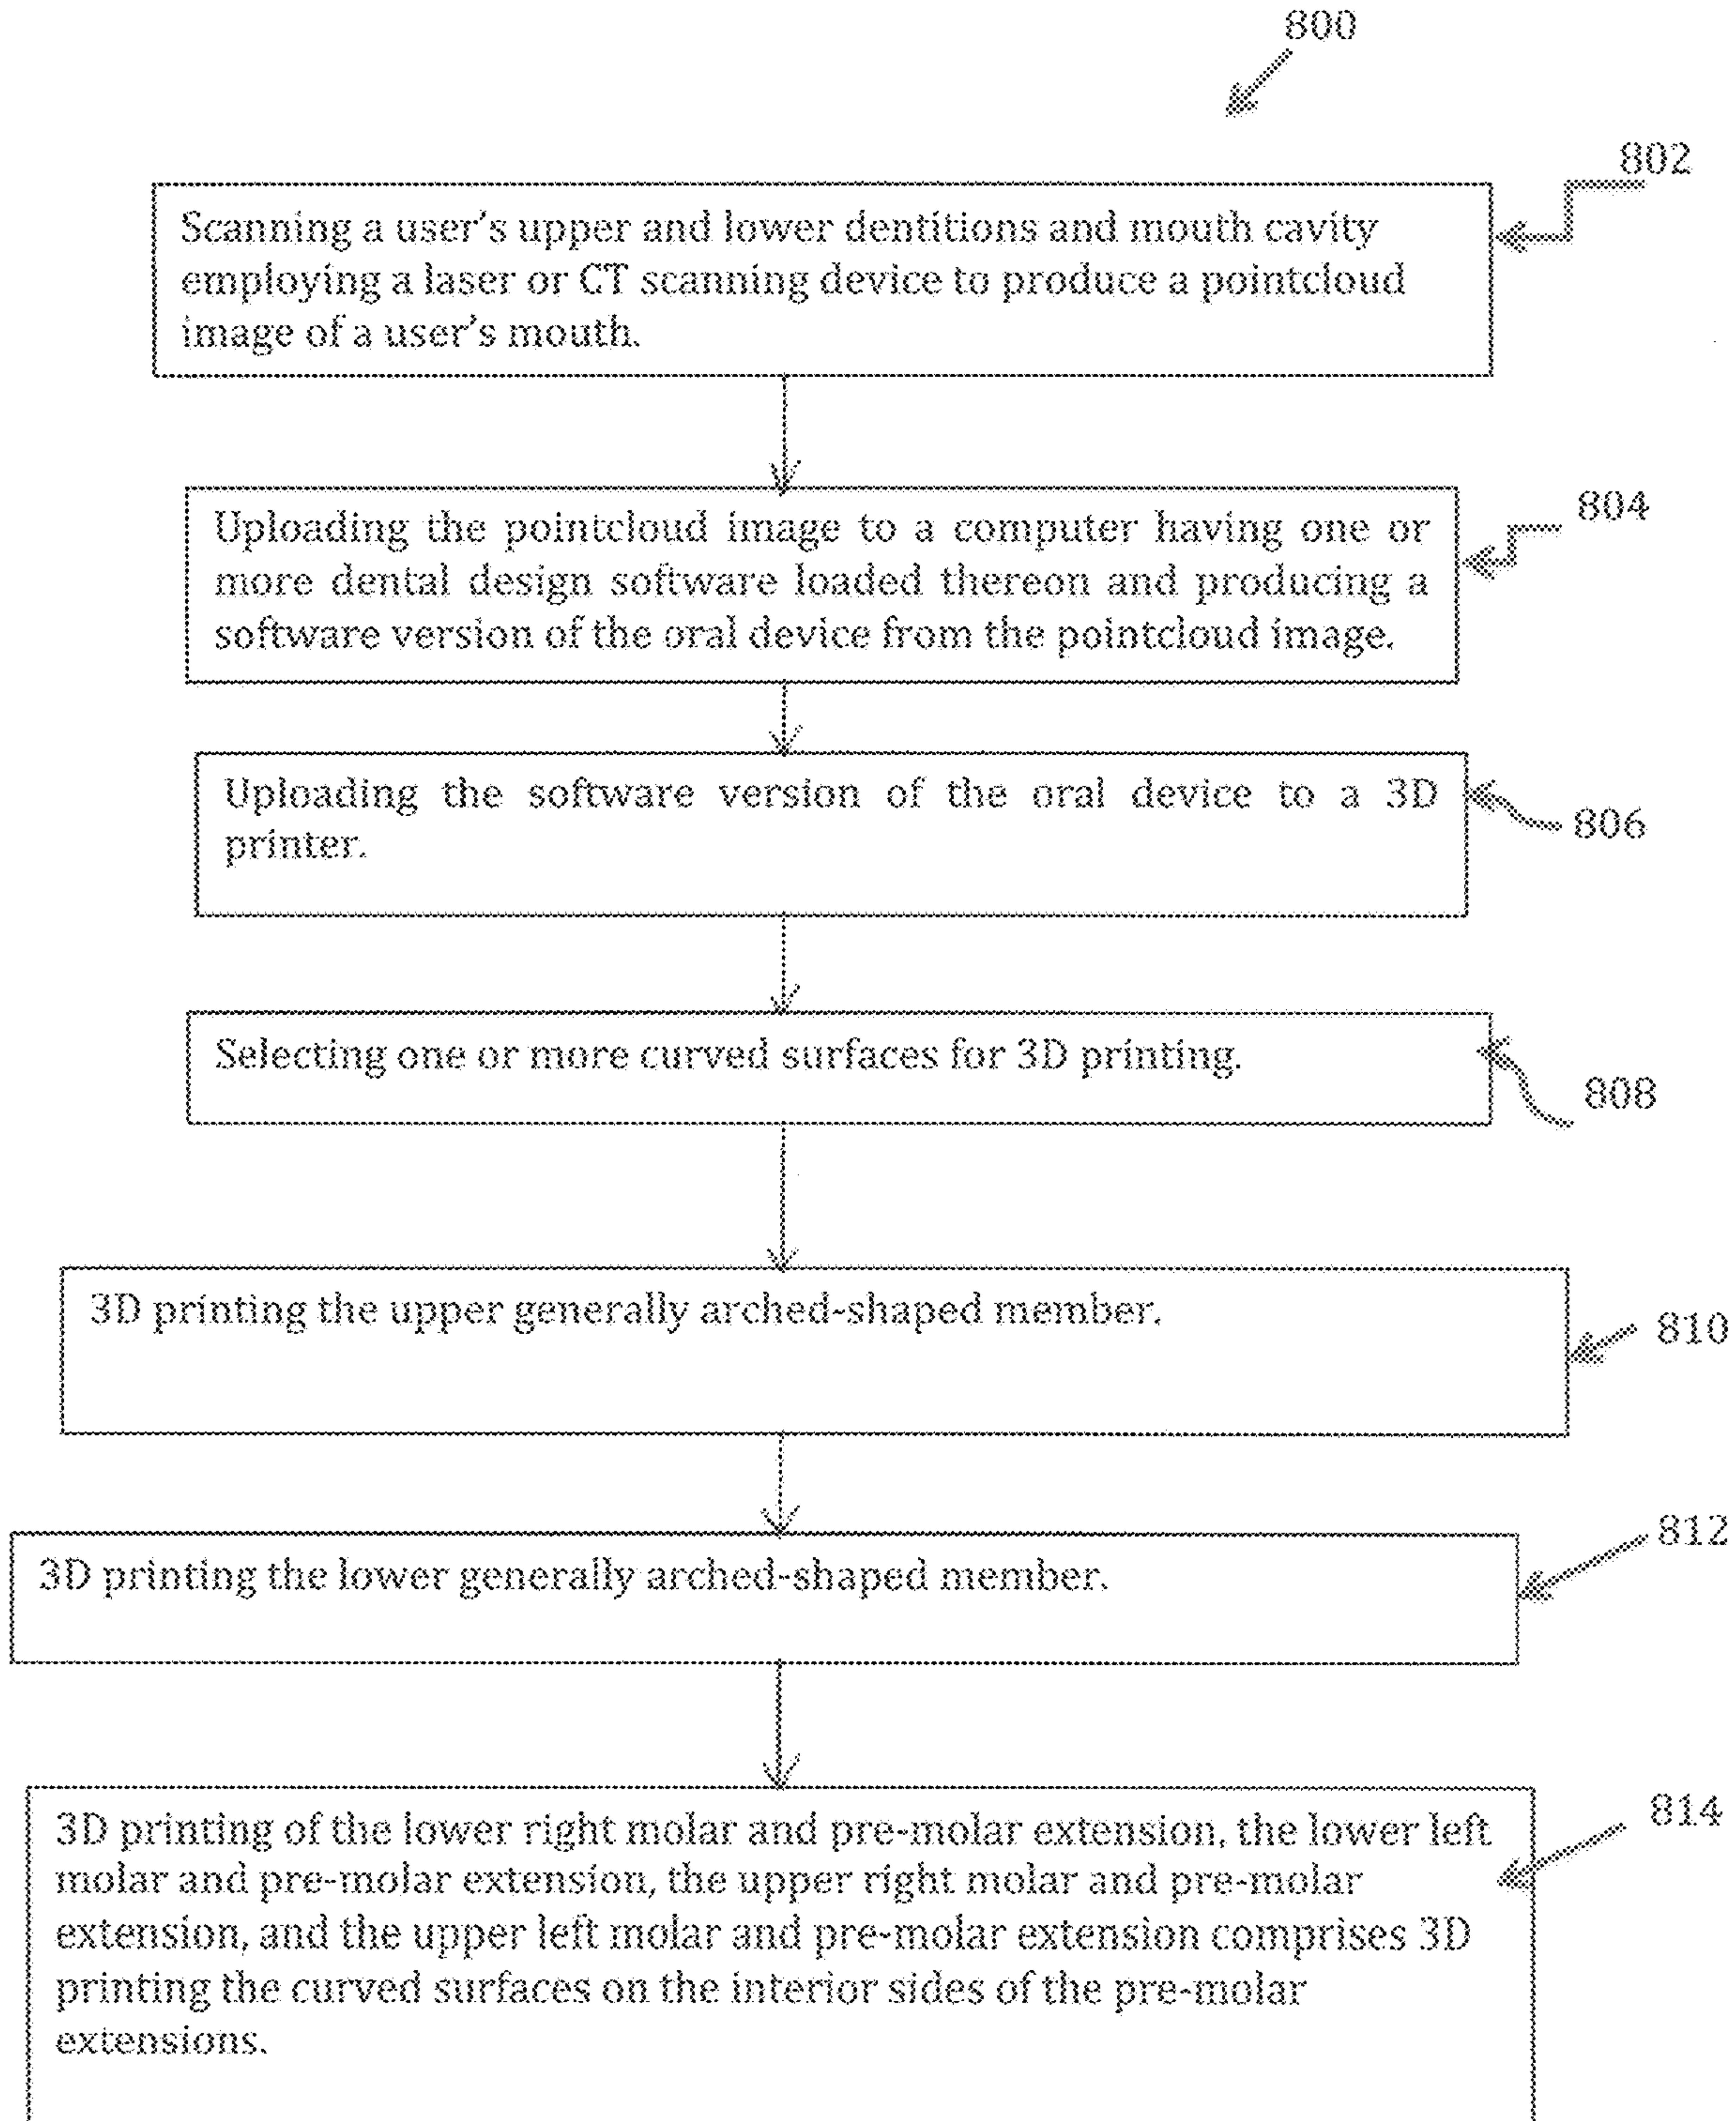 800
802
Scanning a user's upper and lower dentitions and mouth cavity
employing a laser or CT scanning device to produce a pointcloud
image of a user's mouth.
804
Uploading the pointcloud image to a computer having one or
more dental design software loaded thereon and producing a
software version of the oral device from the pointcloud image.
Uploading the software version of the oral device to a 3D
printer.
806
Selecting one or more curved surfaces for 3D printing.
808
3D printing the upper generally arched-shaped member.
810
812
3D printing the lower generally arched-shaped member.
814
3D printing of the lower right molar and pre-molar extension, the lower left
molar and pre-molar extension, the upper right molar and pre-molar
extension, and the upper left molar and pre-molar extension comprises 3D
printing the curved surfaces on the interior sides of the pre-molar
extensions.